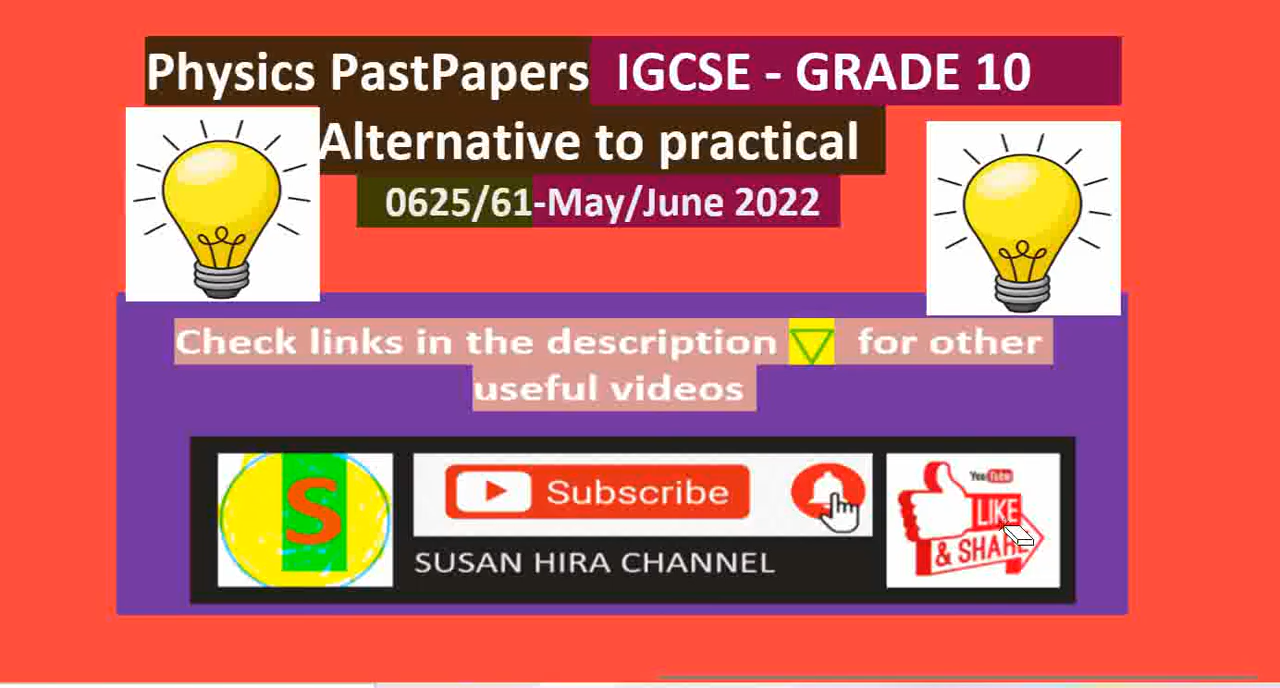 Physics PastPapers IGCSE - GRADE 10
Alternative to practical
0625/61-May/June 2022
Check links in the description for other
useful videos
S
Subscribe
SUSAN HIRA CHANNEL
YouTube
LIKE
& SHARE